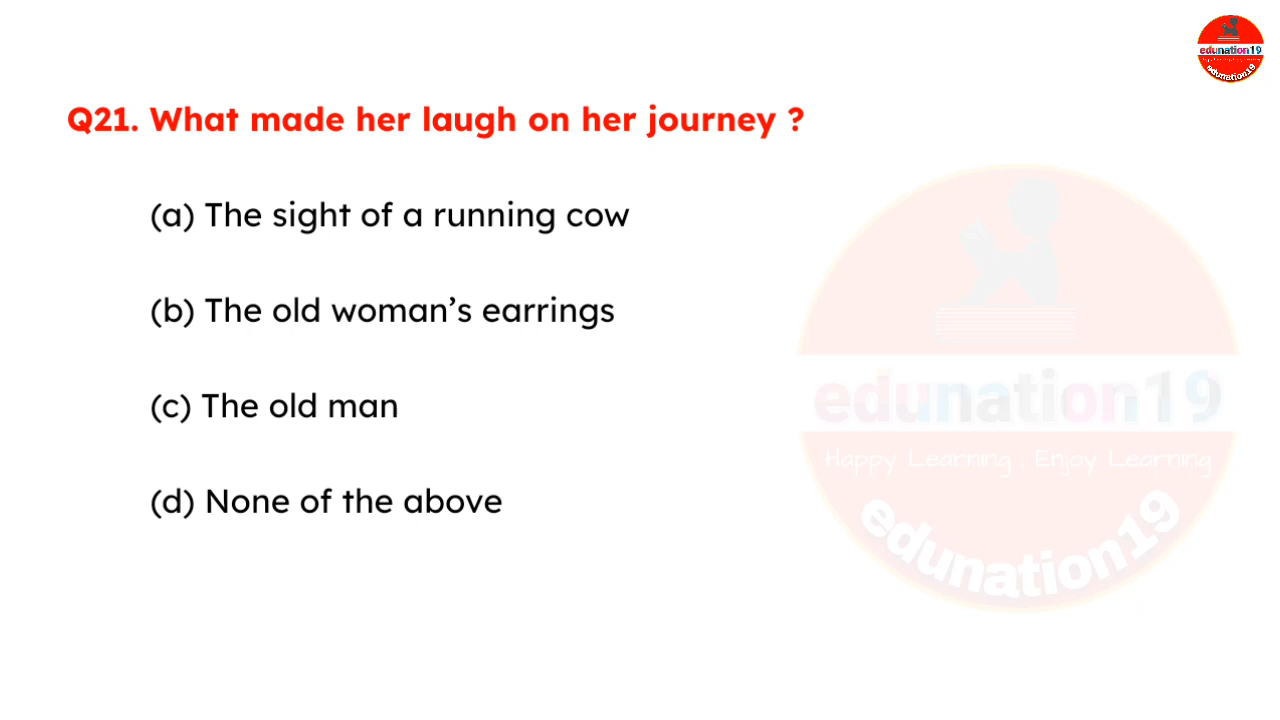 edunation19
edunation19
Q21. What made her laugh on her journey ?
(a) The sight of a running cow
(b) The old woman’s earrings
(c) The old man
(d) None of the above
edunation19
Happy Learning , Enjoy Learning
edunation19